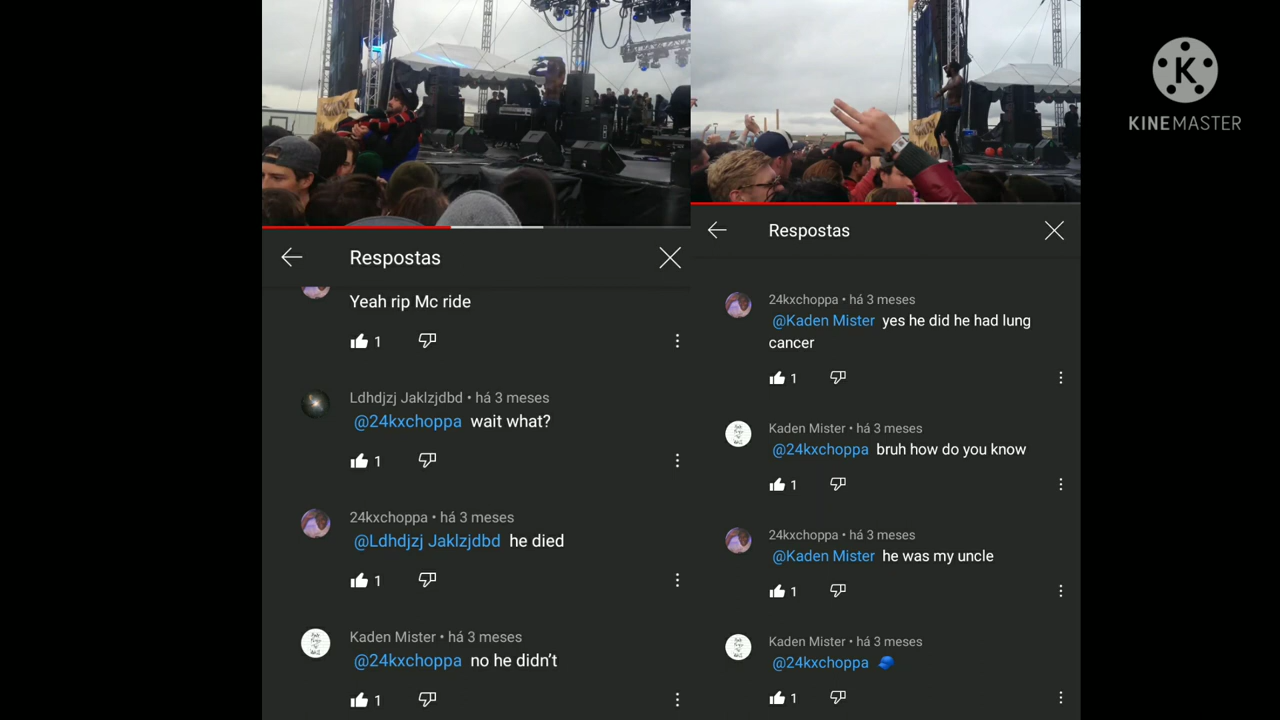 K
KINEMASTER
Respostas
Yeah rip Mc ride
1
Ldhdjzj Jaklzjdbd • há 3 meses
@24kxchoppa wait what?
1
24kxchoppa • há 3 meses
@Ldhdjzj Jaklzjdbd he died
1
Kaden Mister • há 3 meses
@24kxchoppa no he didn't
1
Respostas
24kxchoppa • há 3 meses
@Kaden Mister yes he did he had lung
cancer
1
Kaden Mister • há 3 meses
@24kxchoppa bruh how do you know
1
24kxchoppa • há 3 meses
@Kaden Mister he was my uncle
1
Kaden Mister • há 3 meses
@24kxchoppa 🧢
1